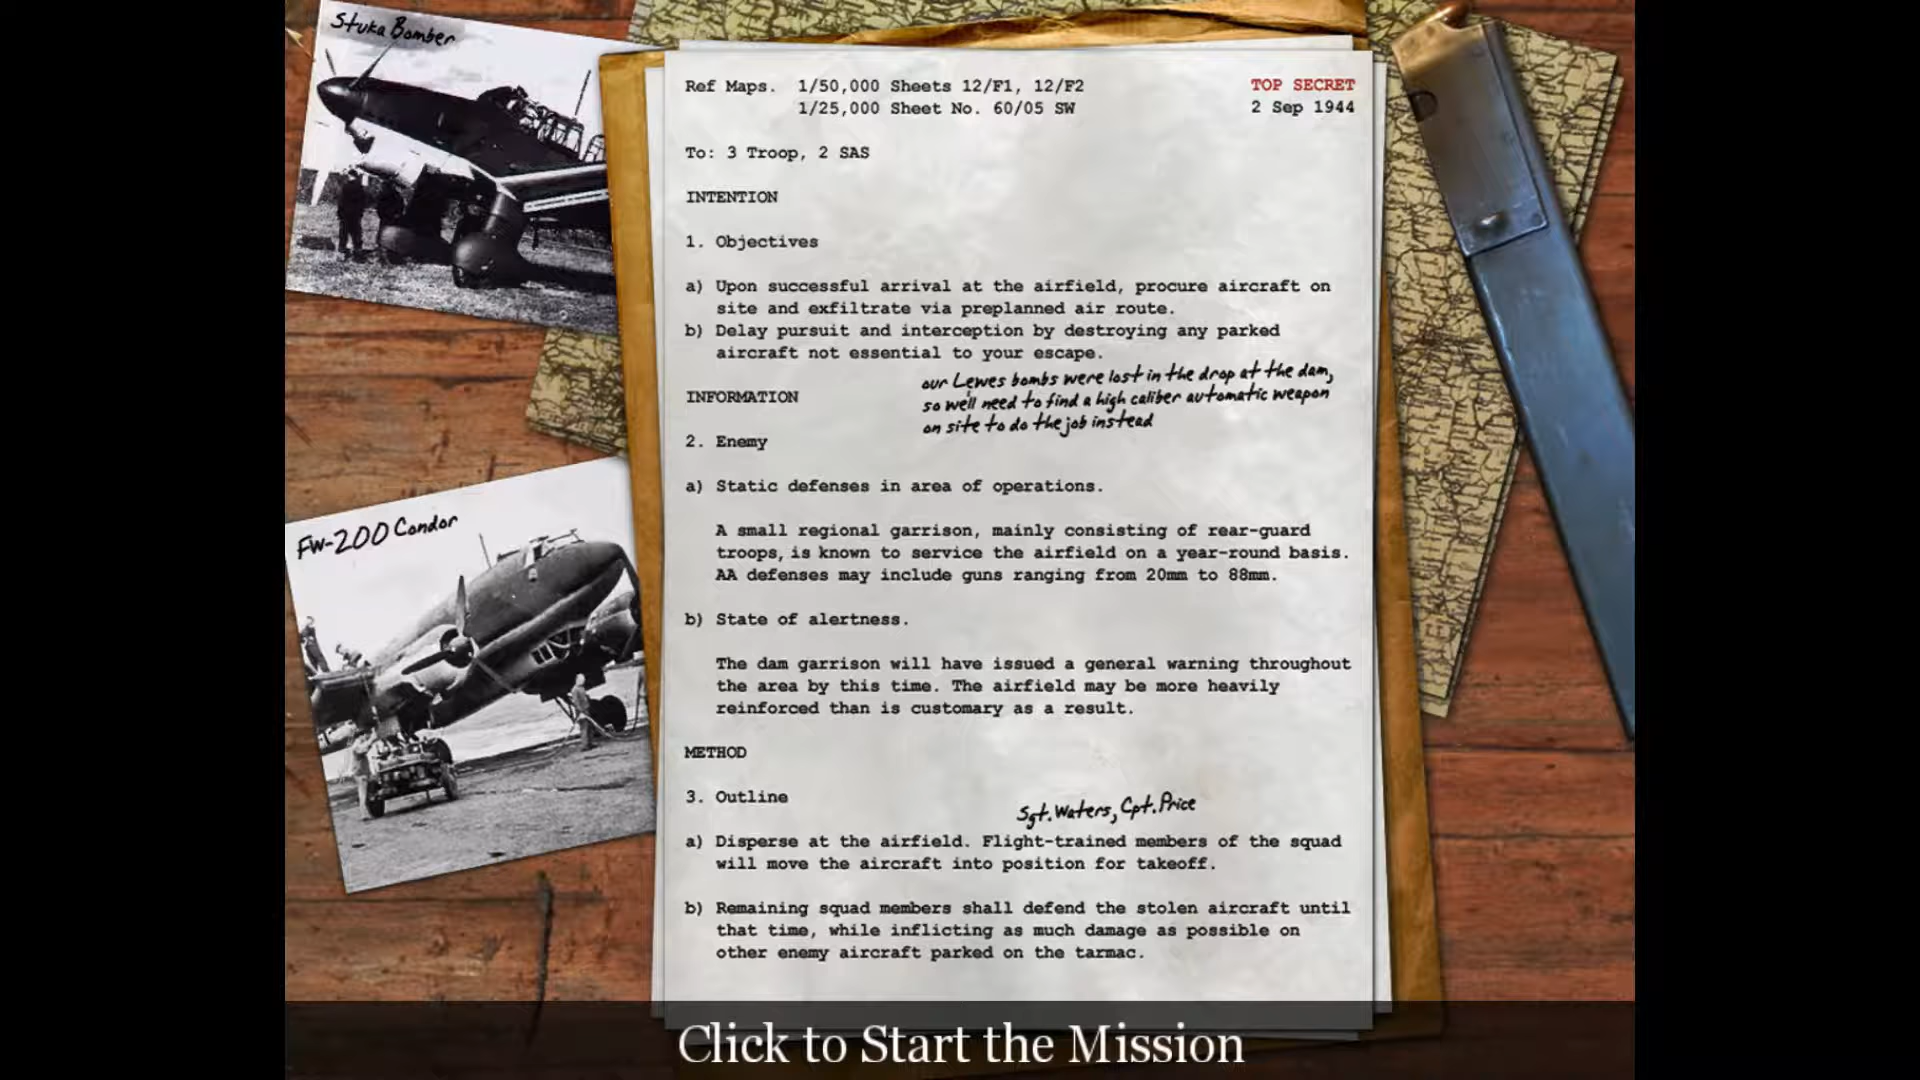 Stuka Bomber
Ref Maps. 1/50,000 Sheets 12/F1, 12/F2
1/25,000 Sheet No. 60/05 SW
TOP SECRET
2 Sep 1944
To: 3 Troop, 2 SAS
INTENTION
1. Objectives
a) Upon successful arrival at the airfield, procure aircraft on
site and exfiltrate via preplanned air route.
b) Delay pursuit and interception by destroying any parked
aircraft not essential to your escape.
our Lewes bombs were lost in the drop at the dam,
so we'll need to find a high caliber automatic weapon
on site to do the job instead
INFORMATION
2. Enemy
a) Static defenses in area of operations.
FW-200 Condor
A small regional garrison, mainly consisting of rear-guard
troops, is known to service the airfield on a year-round basis.
AA defenses may include guns ranging from 20mm to 88mm.
b) State of alertness.
The dam garrison will have issued a general warning throughout
the area by this time. The airfield may be more heavily
reinforced than is customary as a result.
METHOD
3. Outline
Sgt. Waters, Cpt. Price
a) Disperse at the airfield. Flight-trained members of the squad
will move the aircraft into position for takeoff.
b) Remaining squad members shall defend the stolen aircraft until
that time, while inflicting as much damage as possible on
other enemy aircraft parked on the tarmac.
Click to Start the Mission